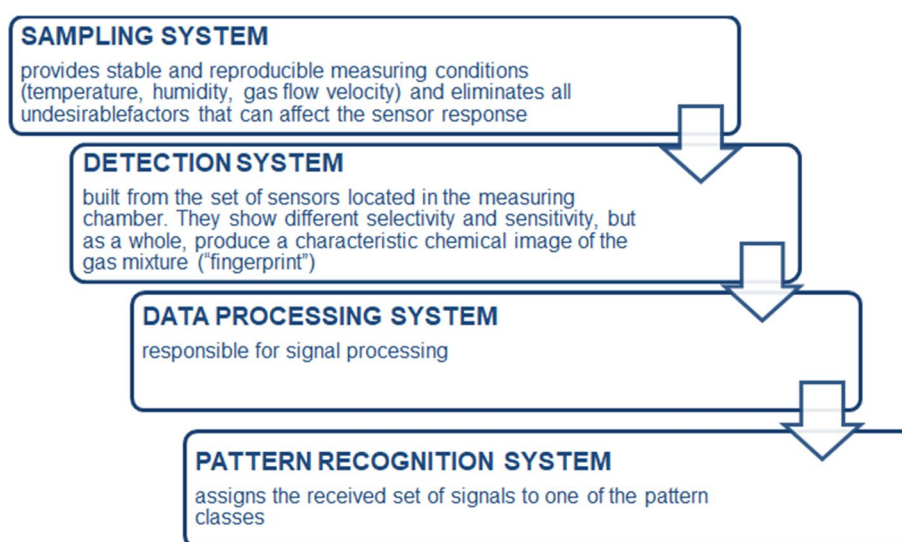 SAMPLING SYSTEM
provides stable and reproducible measuring conditions
(temperature, humidity, gas flow velocity) and eliminates all
undesirablefactors that can affect the sensor response
DETECTION SYSTEM
built from the set of sensors located in the measuring
chamber. They show different selectivity and sensitivity, but
as a whole, produce a characteristic chemical image of the
gas mixture (“fingerprint”)
DATA PROCESSING SYSTEM
responsible for signal processing
PATTERN RECOGNITION SYSTEM
assigns the received set of signals to one of the pattern
classes